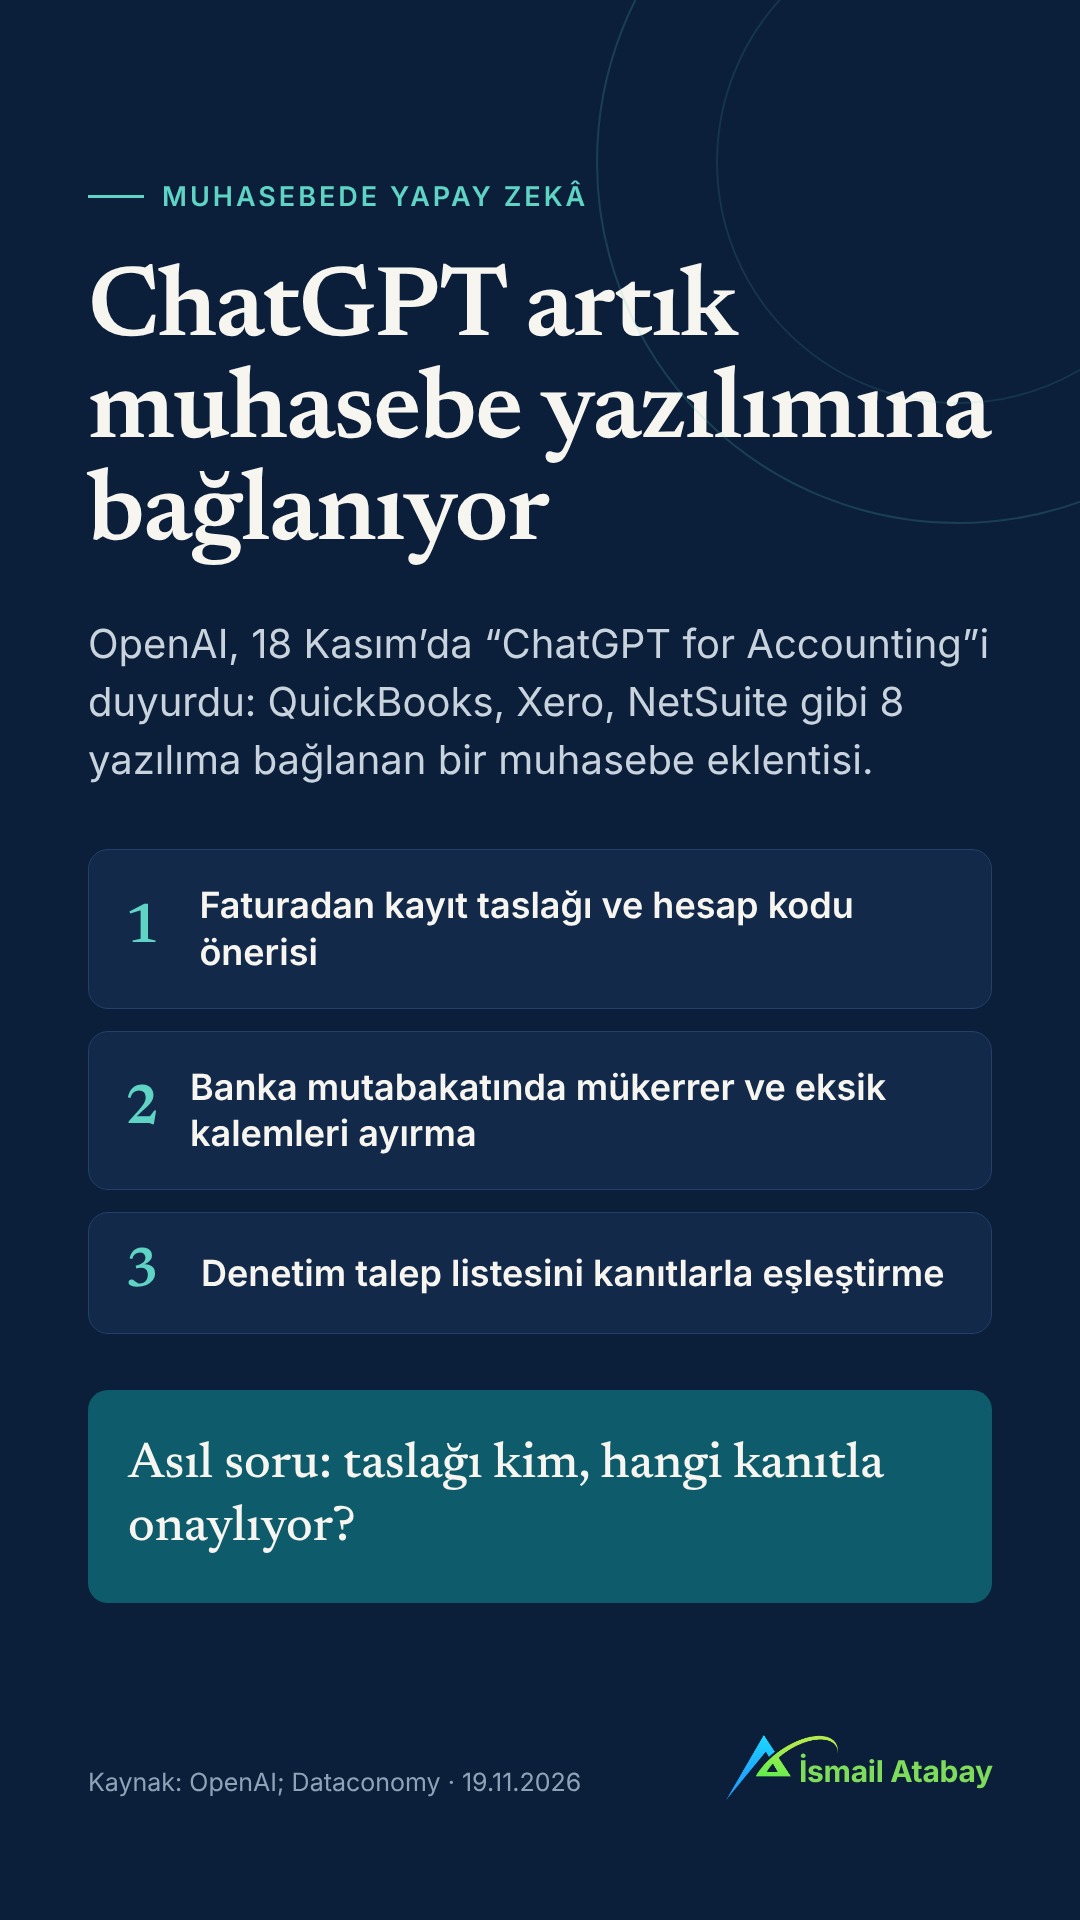 MUHASEBEDE YAPAY ZEKÂ
ChatGPT artık
muhasebe yazılımına
bağlanıyor
OpenAI, 18 Kasım’da “ChatGPT for Accounting”i
duyurdu: QuickBooks, Xero, NetSuite gibi 8
yazılıma bağlanan bir muhasebe eklentisi.
1
Faturadan kayıt taslağı ve hesap kodu
önerisi
2
Banka mutabakatında mükerrer ve eksik
kalemleri ayırma
3
Denetim talep listesini kanıtlarla eşleştirme
Asıl soru: taslağı kim, hangi kanıtla
onaylıyor?
Kaynak: OpenAI; Dataconomy · 19.11.2026
İsmail Atabay